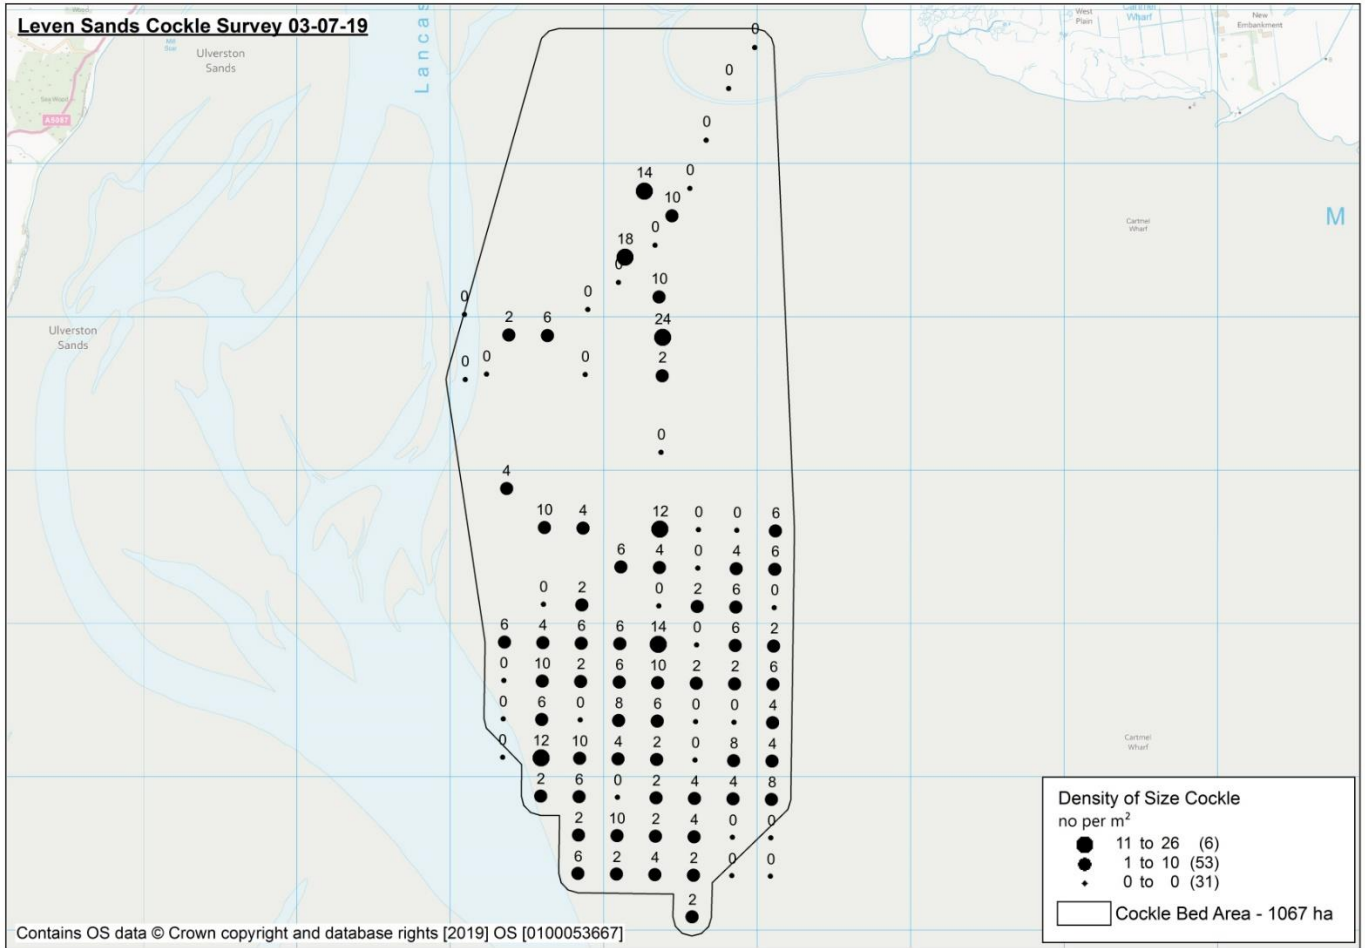 Leven Sands Cockle Survey 03-07-19
Ulverston
Sands
Lancas
West
Plain
Cartmel
Wharf
New
Embankment
Sea Wood
A5087
0
0
0
14
0
10
0
18
0
10
0
0
2 6 24
0 0 0 2
0
4
10 4 12 0 0 6
6 4 0 4 6
0 2 0 2 6 0
6 4 6 6 14 0 6 2
0 10 2 6 10 2 2 6
0 6 0 8 6 0 0 4
0 12 10 4 2 0 8 4
2 6 0 2 4 4 8
2 10 2 4 0 0
6 2 4 2 0 0
2
Ulverston
Sands
Cartmel
Wharf
M
Cartmel
Wharf
Density of Size Cockle
no per m²
11 to 26 (6)
1 to 10 (53)
0 to 0 (31)
Cockle Bed Area - 1067 ha
Contains OS data © Crown copyright and database rights [2019] OS [0100053667]